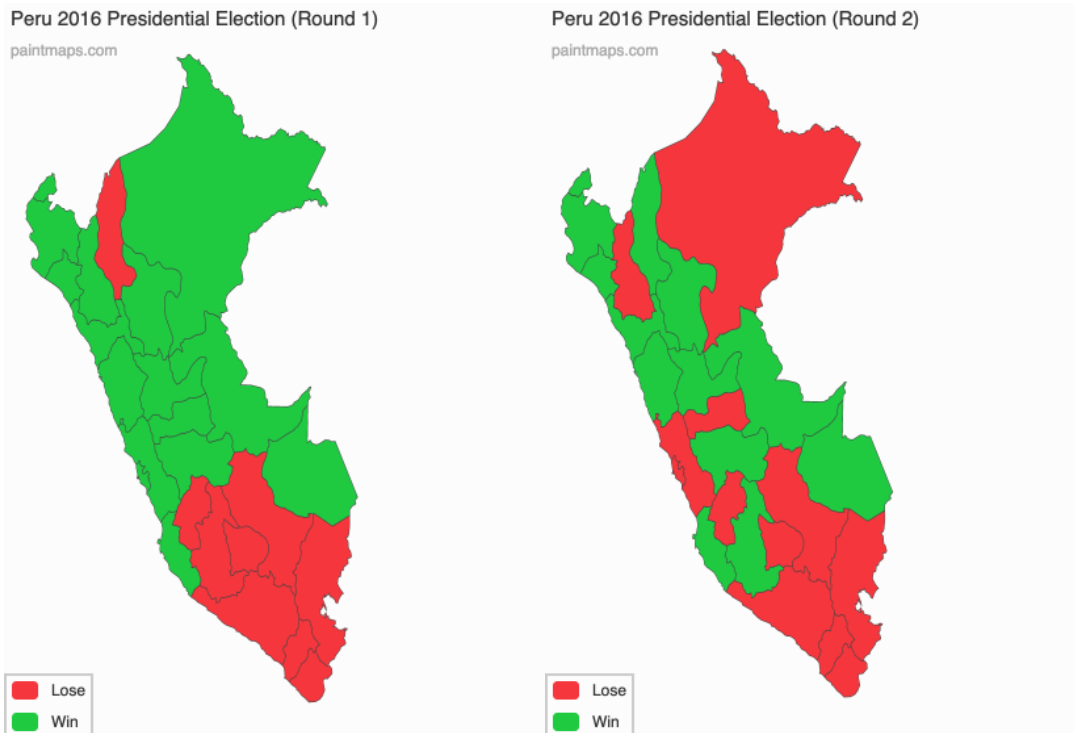 Peru 2016 Presidential Election (Round 1)
paintmaps.com
Lose
Win
Peru 2016 Presidential Election (Round 2)
paintmaps.com
Lose
Win